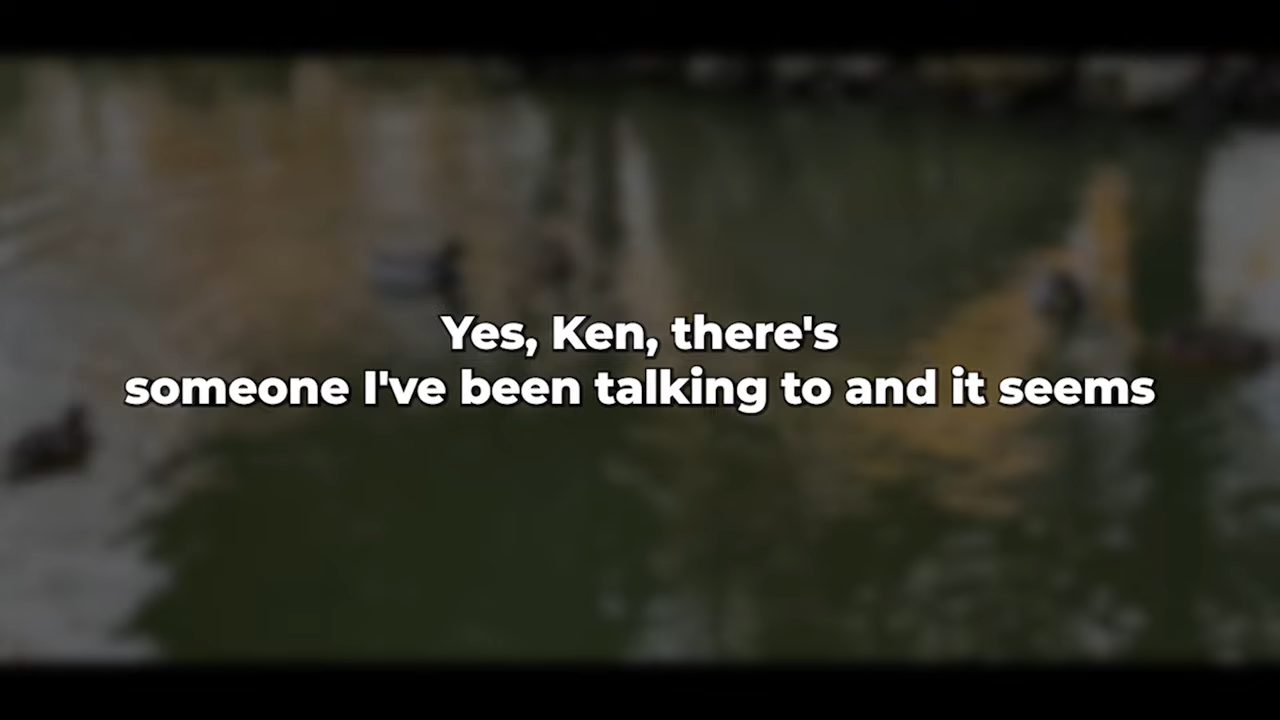 Yes, Ken, there's
someone I've been talking to and it seems